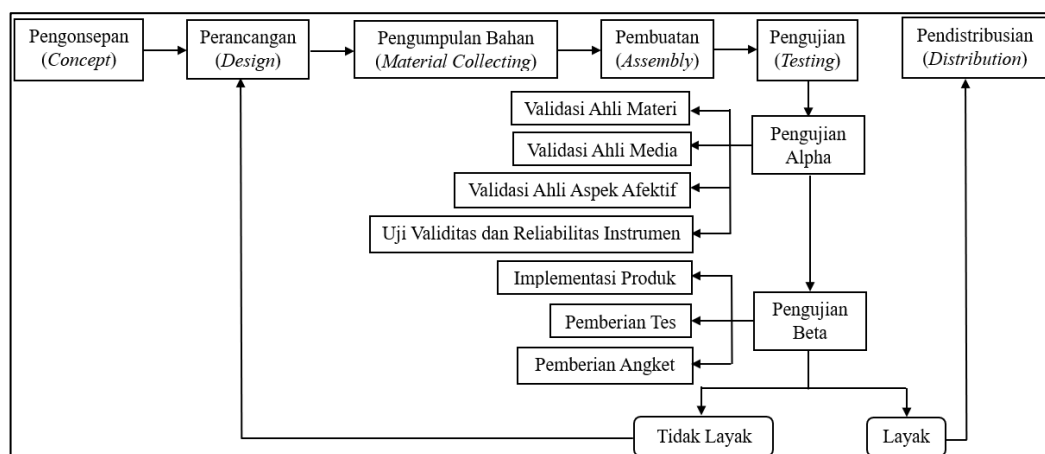 Pengonsepan
(Concept)
Perancangan
(Design)
Pengumpulan Bahan
(Material Collecting)
Pembuatan
(Assembly)
Pengujian
(Testing)
Pendistribusian
(Distribution)
Validasi Ahli Materi
Validasi Ahli Media
Validasi Ahli Aspek Afektif
Uji Validitas dan Reliabilitas Instrumen
Pengujian
Alpha
Implementasi Produk
Pemberian Tes
Pemberian Angket
Pengujian
Beta
Tidak Layak
Layak